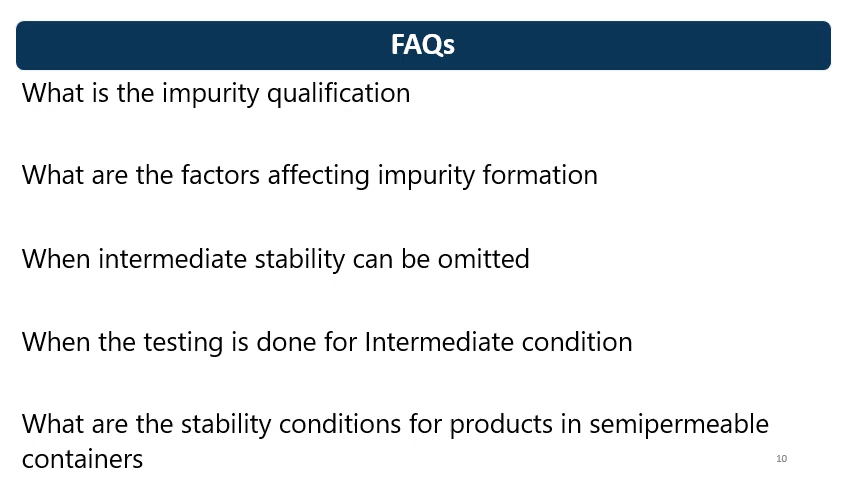 FAQs
What is the impurity qualification
What are the factors affecting impurity formation
When intermediate stability can be omitted
When the testing is done for Intermediate condition
What are the stability conditions for products in semipermeable
containers
10